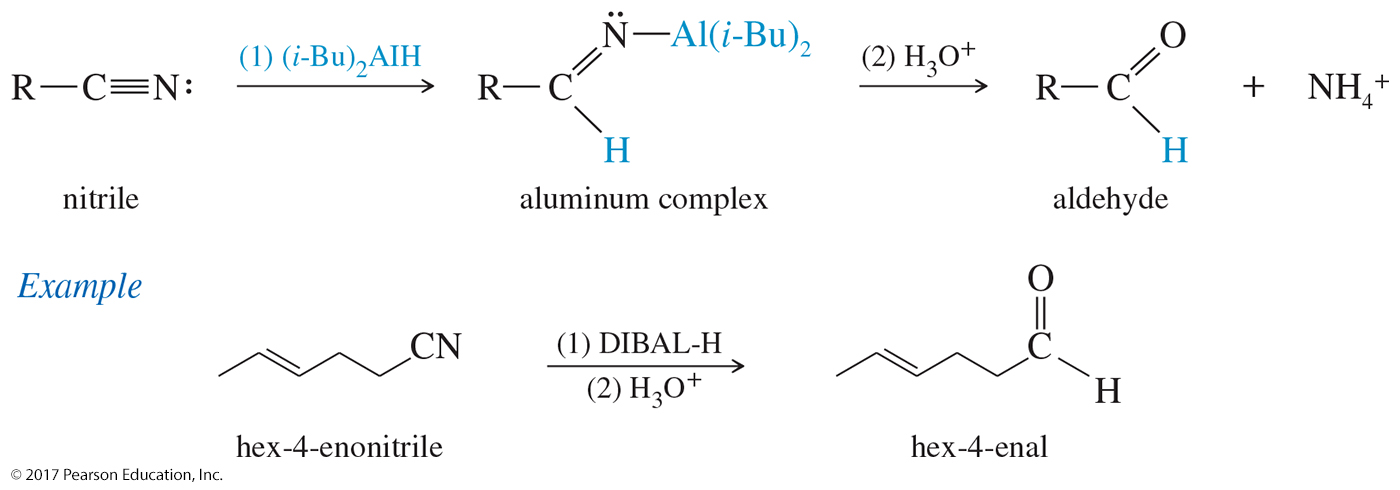 R—C≡N: (1) (i-Bu)₂AlH R—C H N̈—Al(i-Bu)₂ (2) H₃O⁺ R—C O H + NH₄⁺
nitrile aluminum complex aldehyde
Example
CN (1) DIBAL-H (2) H₃O⁺ O C H
hex-4-enonitrile hex-4-enal
© 2017 Pearson Education, Inc.